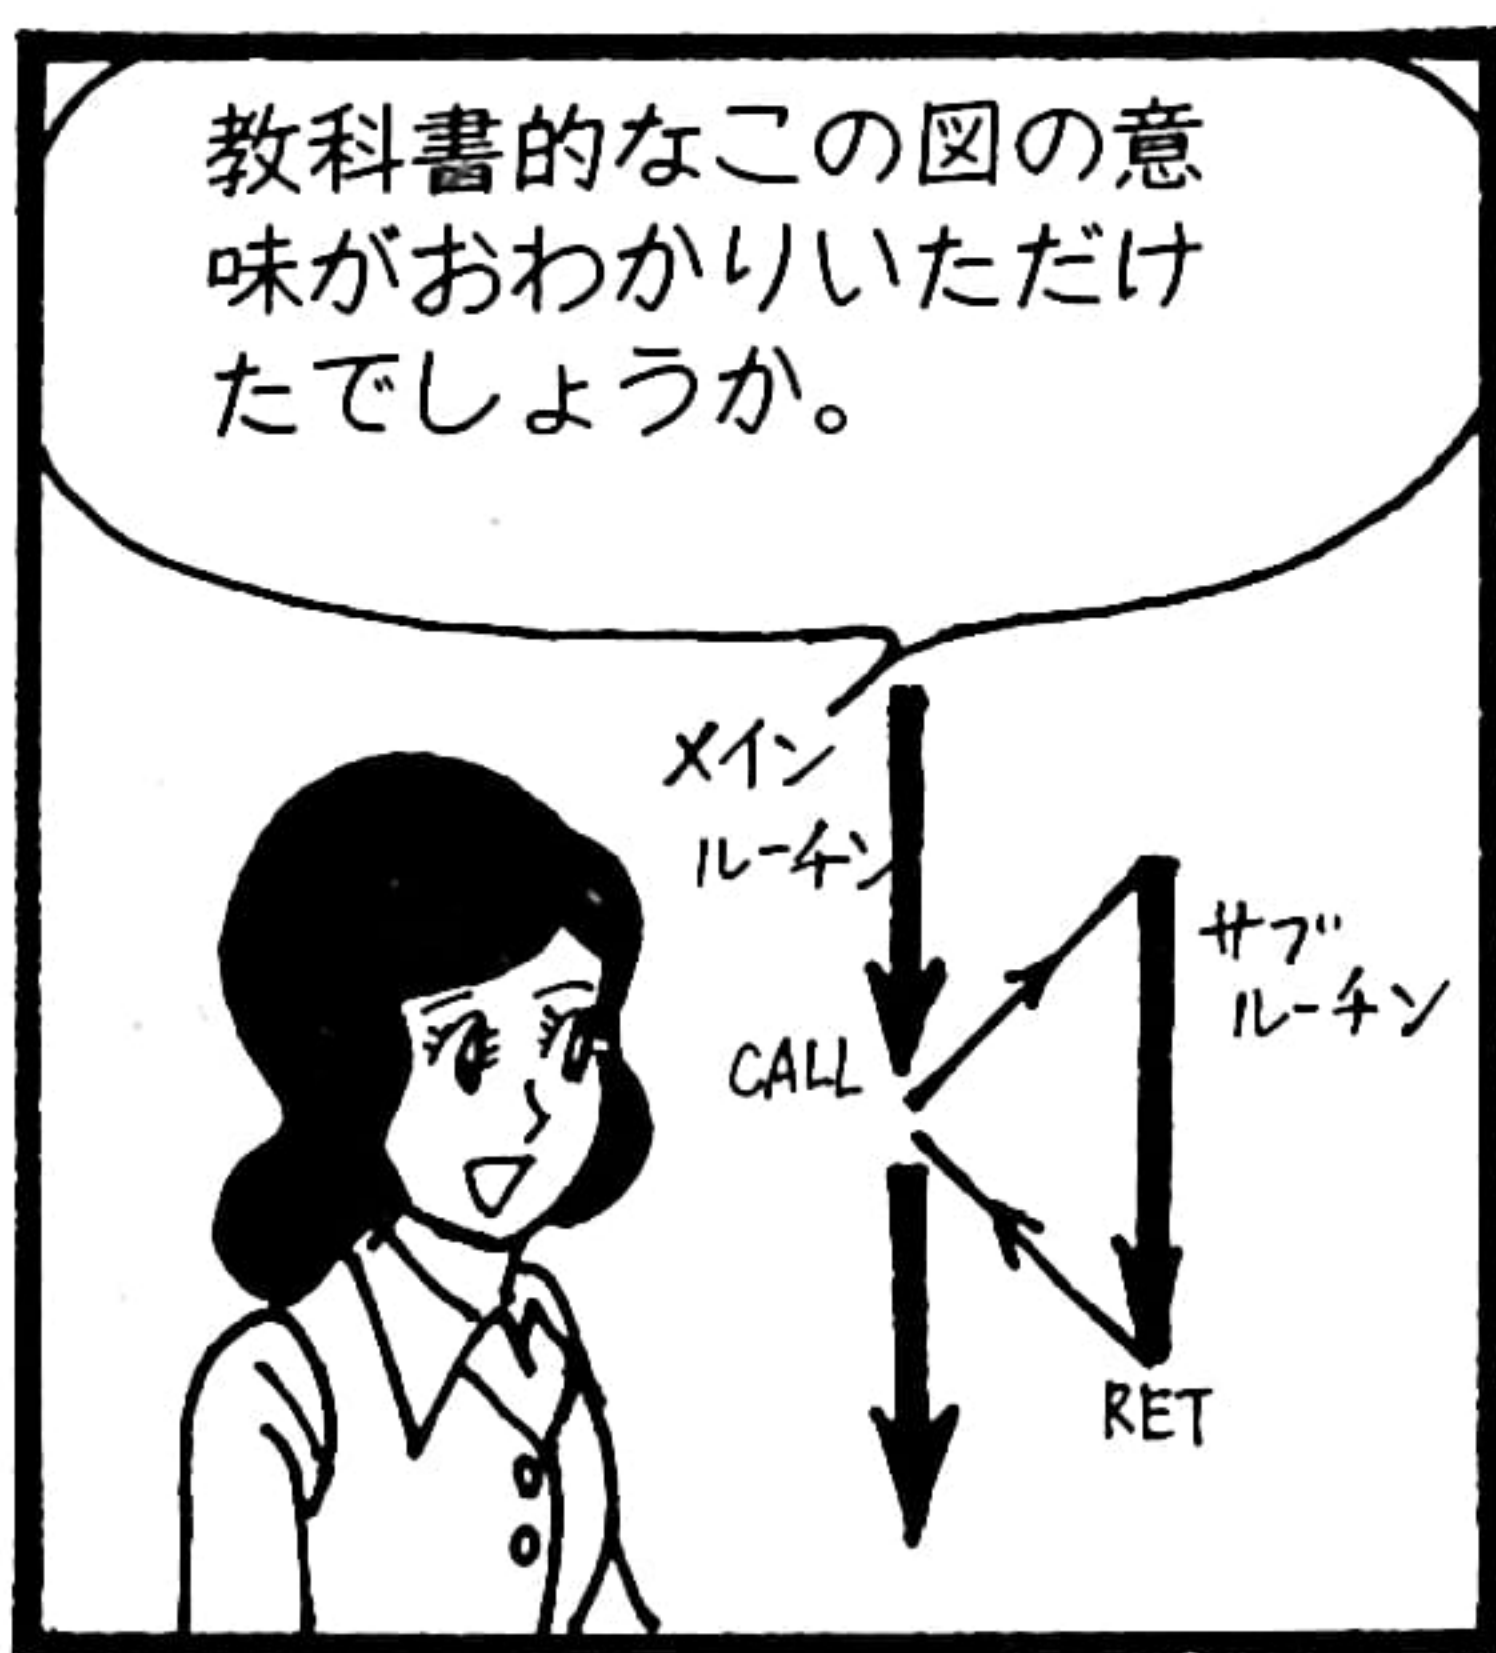 教科書的なこの図の意
味がおわかりいただけ
たでしょうか。
メイン
ルーチン
サブ
ルーチン
CALL
RET